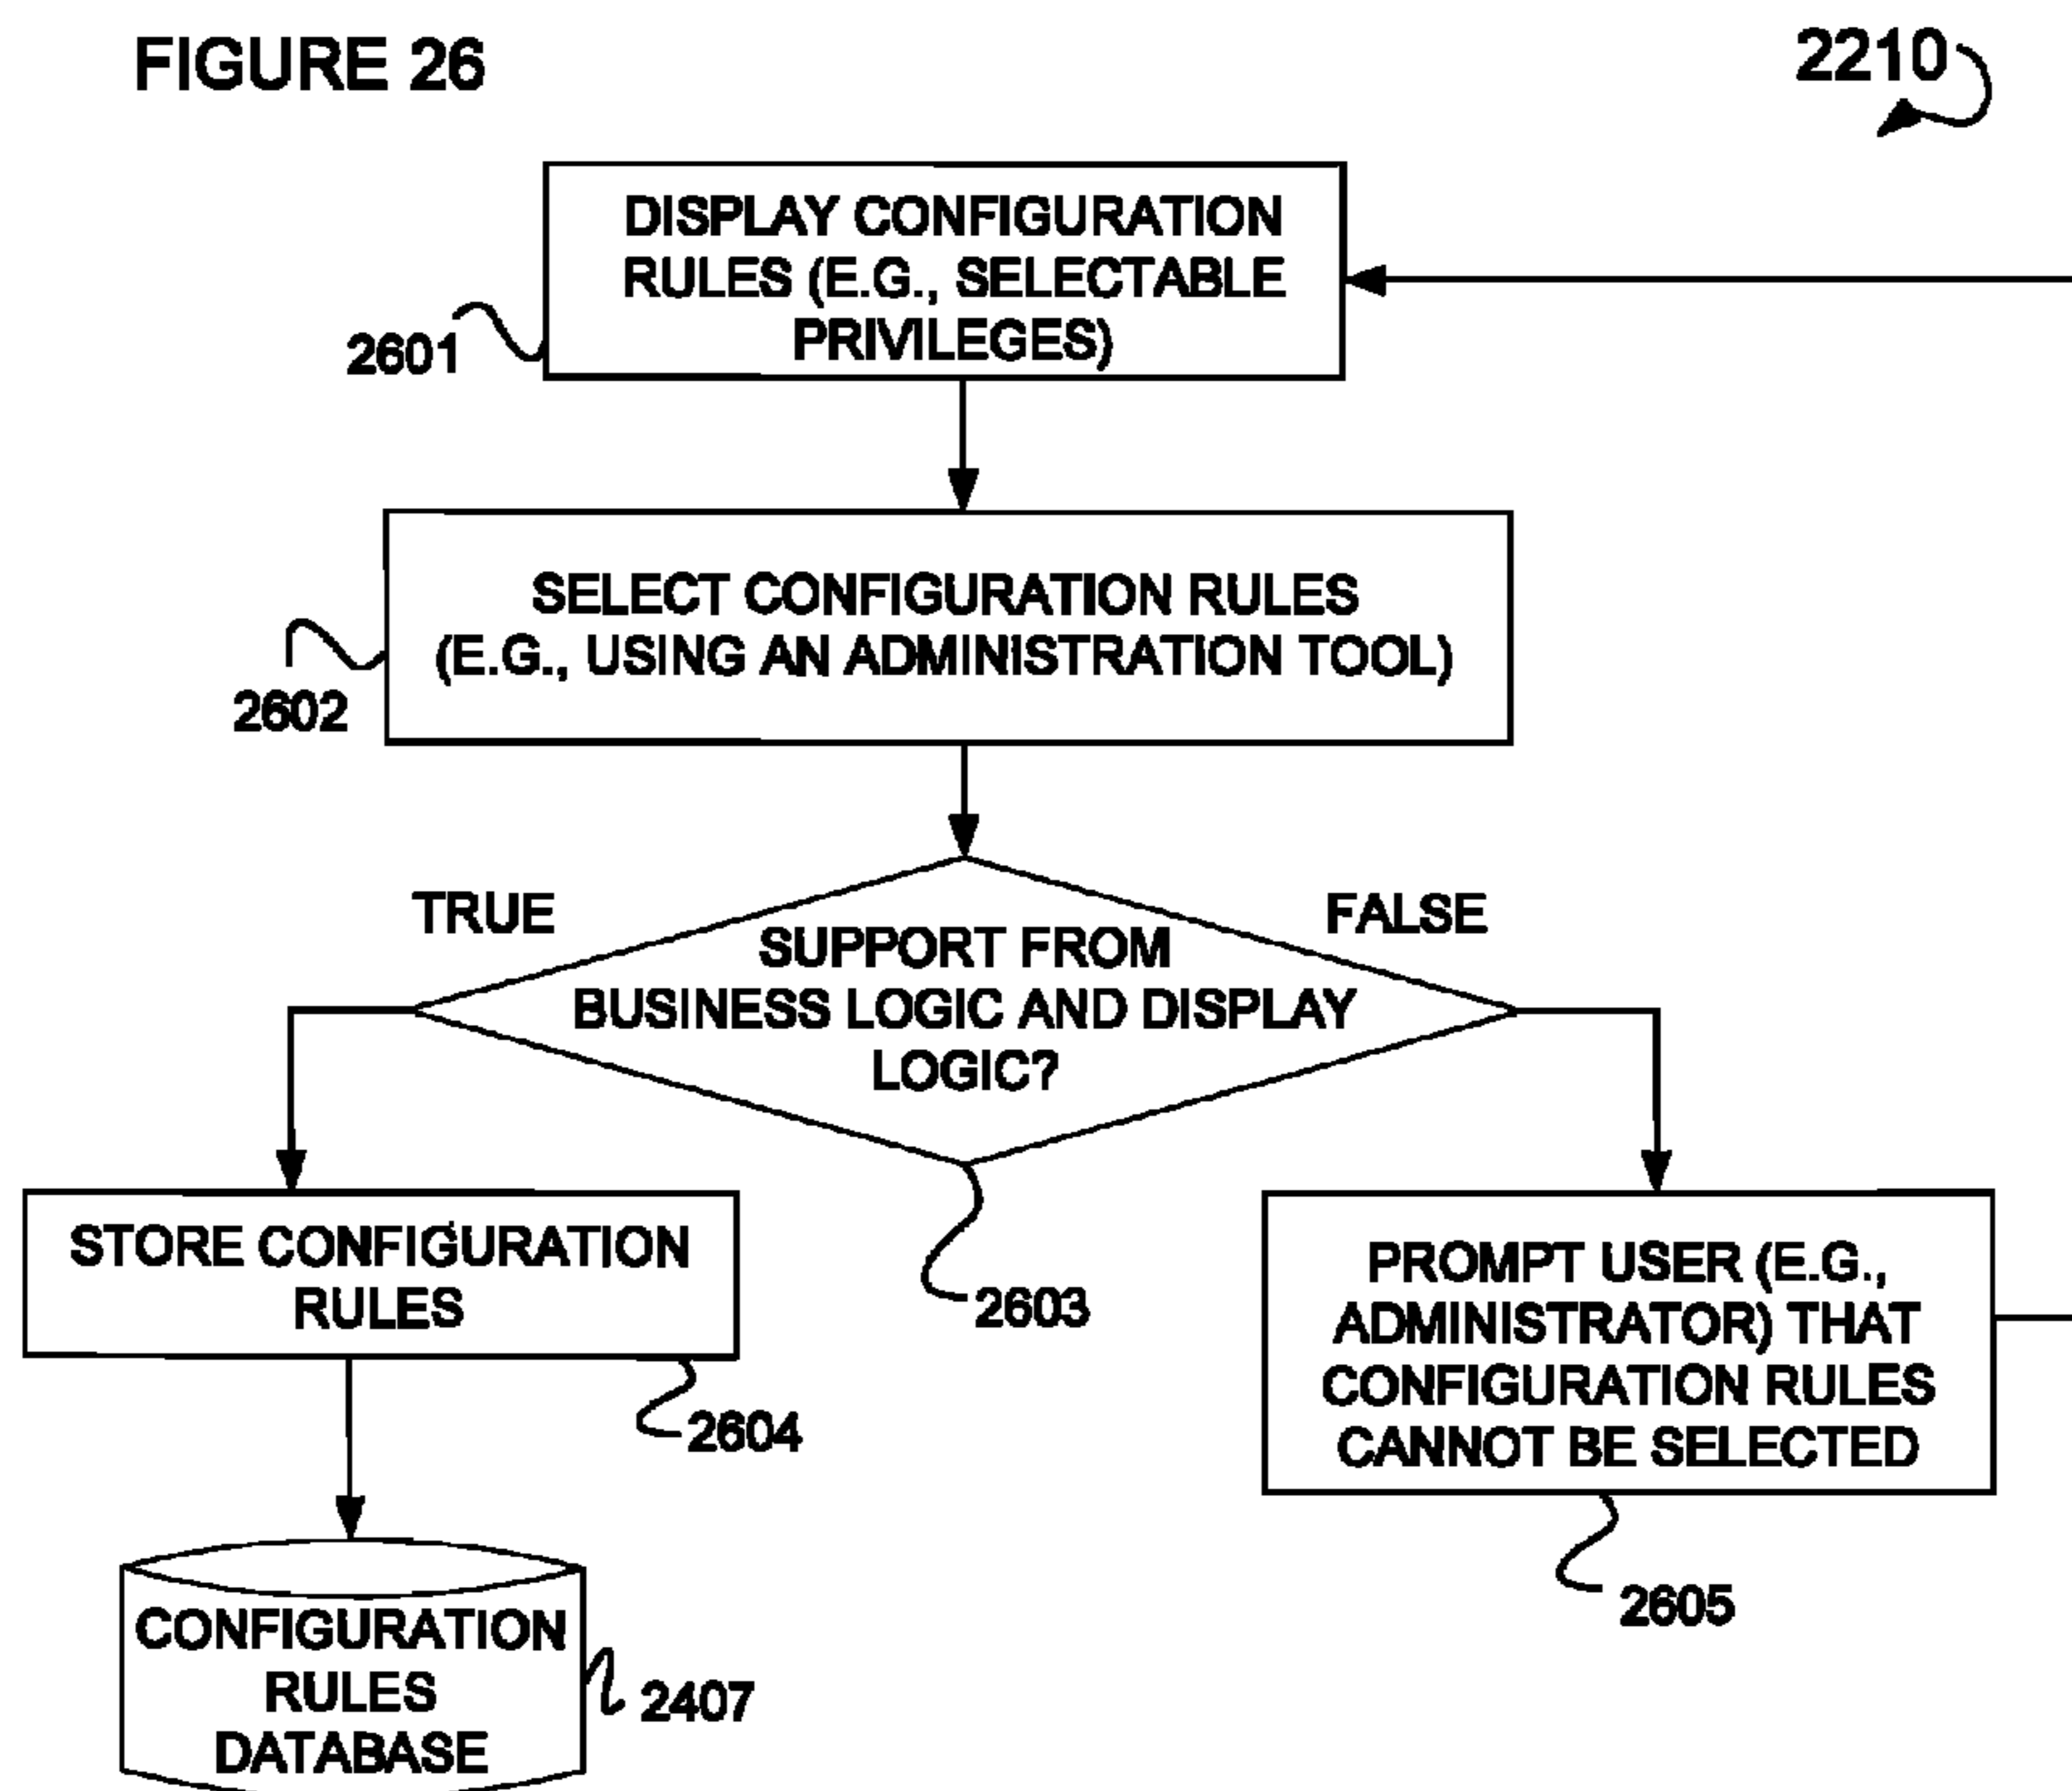 FIGURE 26
2210
DISPLAY CONFIGURATION
RULES (E.G., SELECTABLE
PRIVILEGES)
2601
SELECT CONFIGURATION RULES
(E.G., USING AN ADMINISTRATION TOOL)
2602
TRUE
FALSE
SUPPORT FROM
BUSINESS LOGIC AND DISPLAY
LOGIC?
2603
STORE CONFIGURATION
RULES
2604
PROMPT USER (E.G.,
ADMINISTRATOR) THAT
CONFIGURATION RULES
CANNOT BE SELECTED
2605
CONFIGURATION
RULES
DATABASE
2407